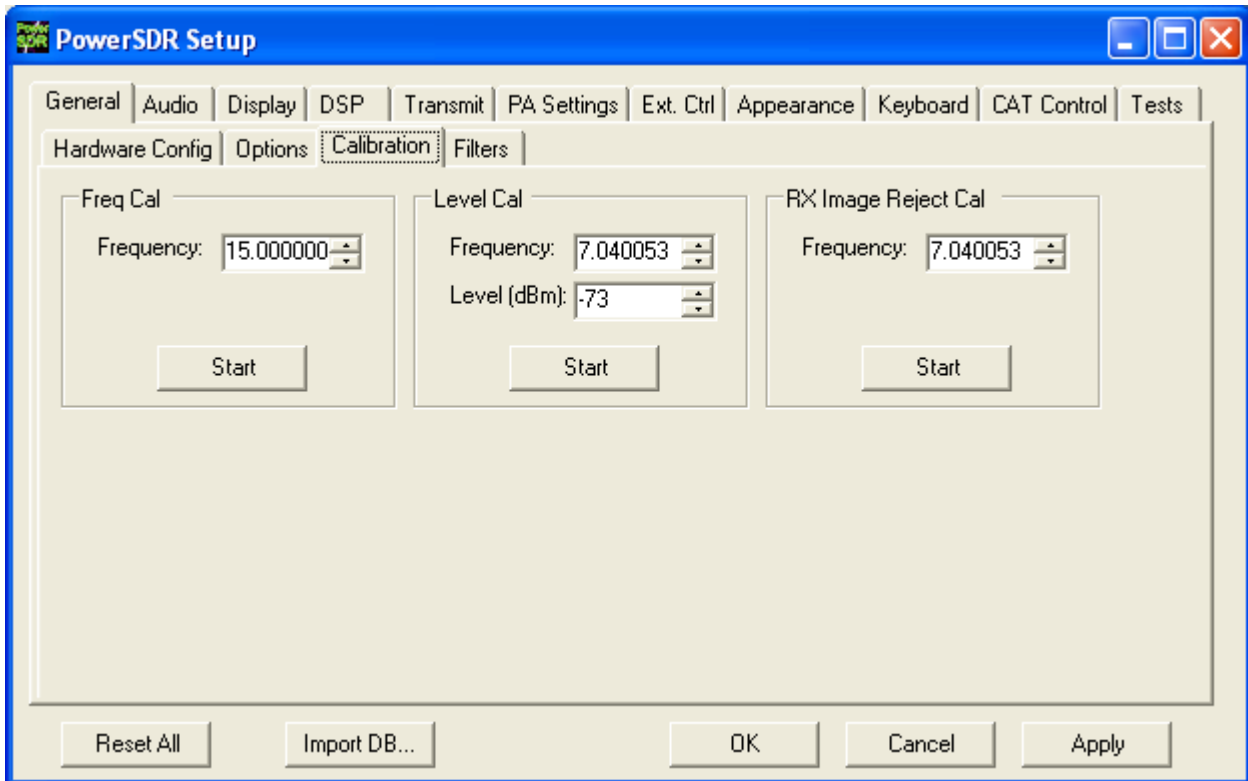 Power SDR PowerSDR Setup
General Audio Display DSP Transmit PA Settings Ext. Ctrl Appearance Keyboard CAT Control Tests
Hardware Config Options Calibration Filters
Freq Cal Level Cal RX Image Reject Cal
Frequency: 15.000000 Frequency: 7.040053 Frequency: 7.040053
Level (dBm): -73
Start Start Start
Reset All Import DB... OK Cancel Apply